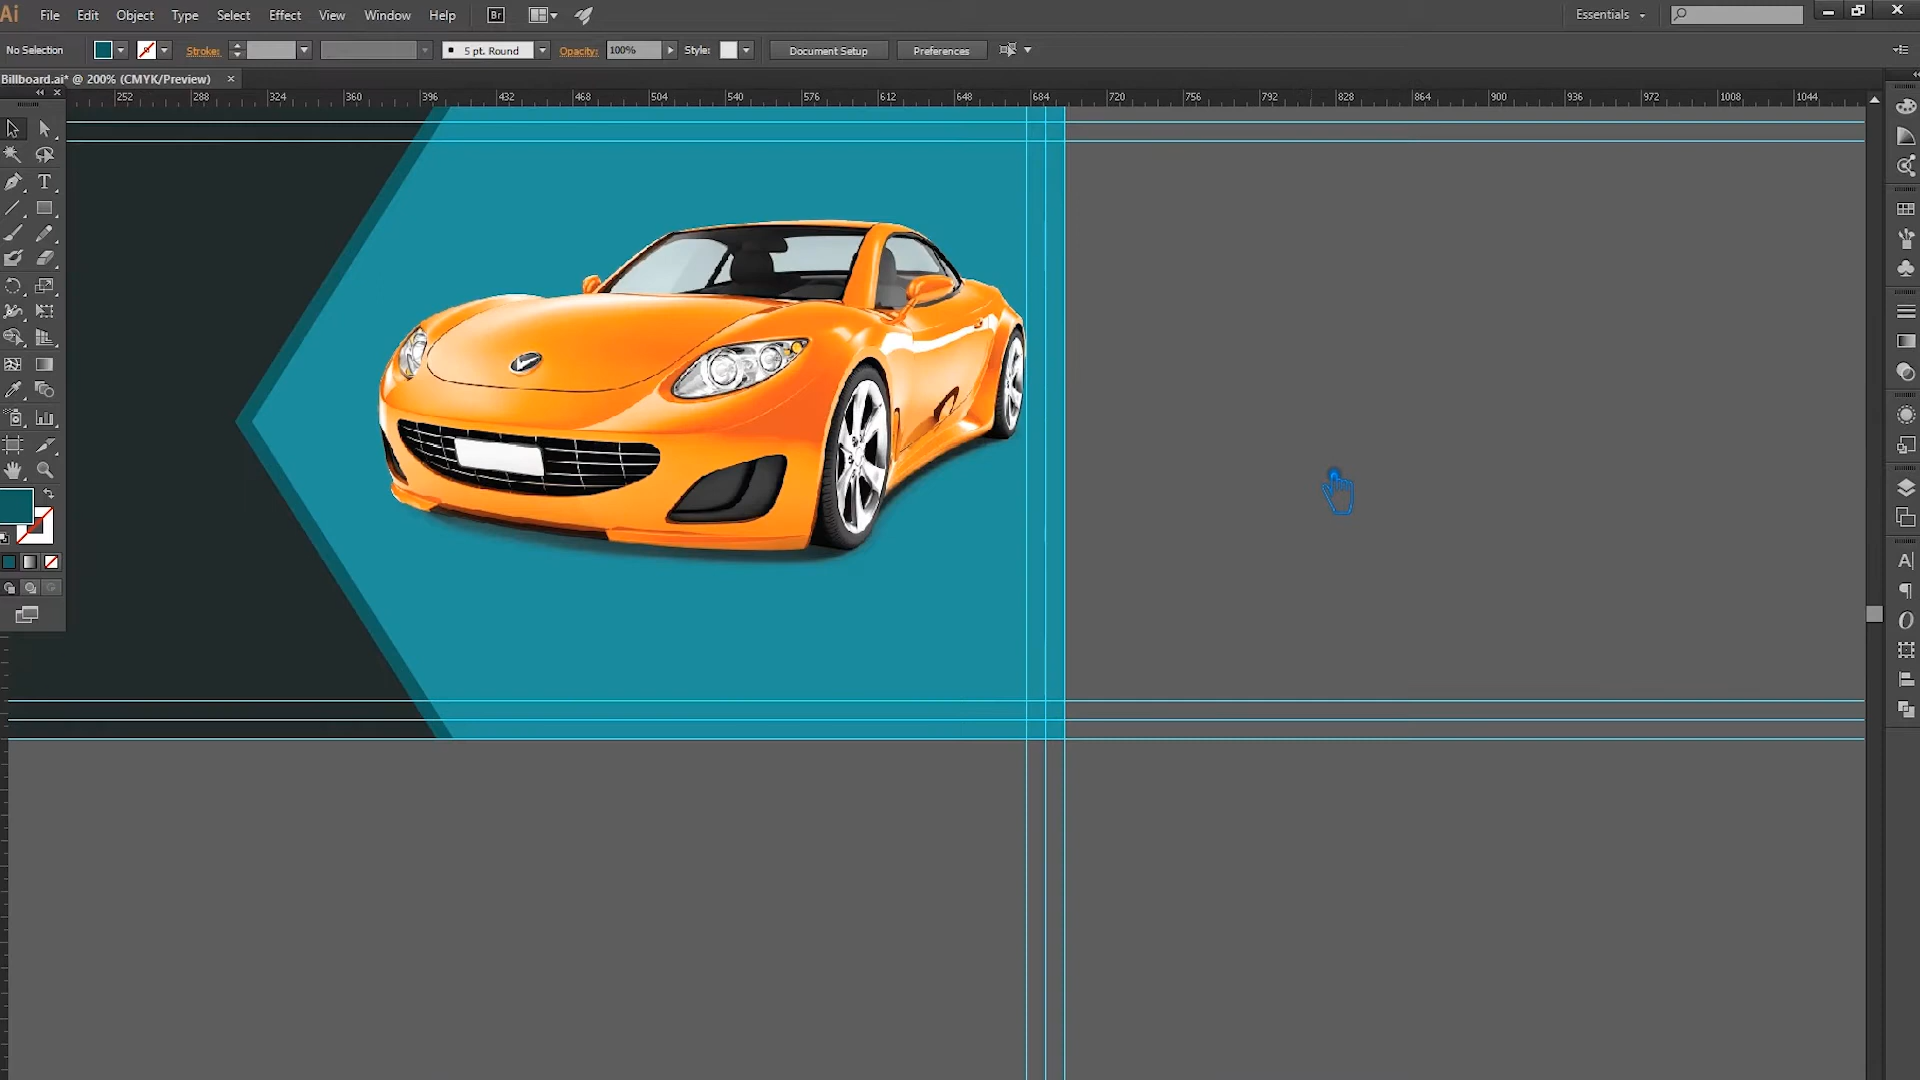 Ai File Edit Object Type Select Effect View Window Help Br Essentials
No Selection Stroke: 5 pt. Round Opacity: 100% Style: Document Setup Preferences
Billboard.ai* @ 200% (CMYK/Preview)
252 288 324 360 396 432 468 504 540 576 612 648 684 720 756 792 828 864 900 936 972 1008 1044